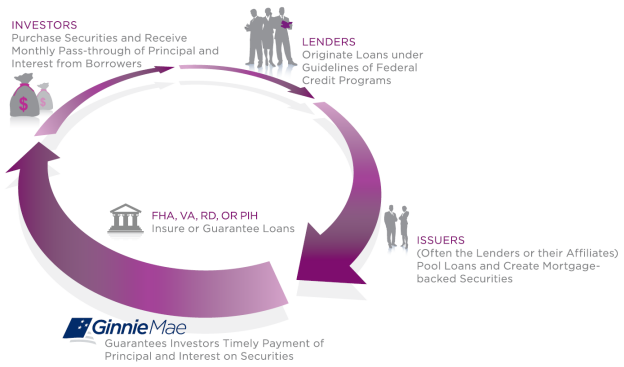 INVESTORS
Purchase Securities and Receive
Monthly Pass-through of Principal and
Interest from Borrowers
$
$
LENDERS
Originate Loans under
Guidelines of Federal
Credit Programs
FHA, VA, RD, OR PIH
Insure or Guarantee Loans
ISSUERS
(Often the Lenders or their Affiliates)
Pool Loans and Create Mortgage-
backed Securities
GinnieMae
Guarantees Investors Timely Payment of
Principal and Interest on Securities